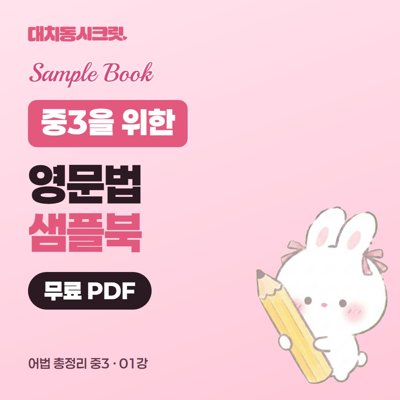 대치동시크릿
Sample Book
중3을 위한
영문법
샘플북
무료 PDF
어법 총정리 중3 · 01강